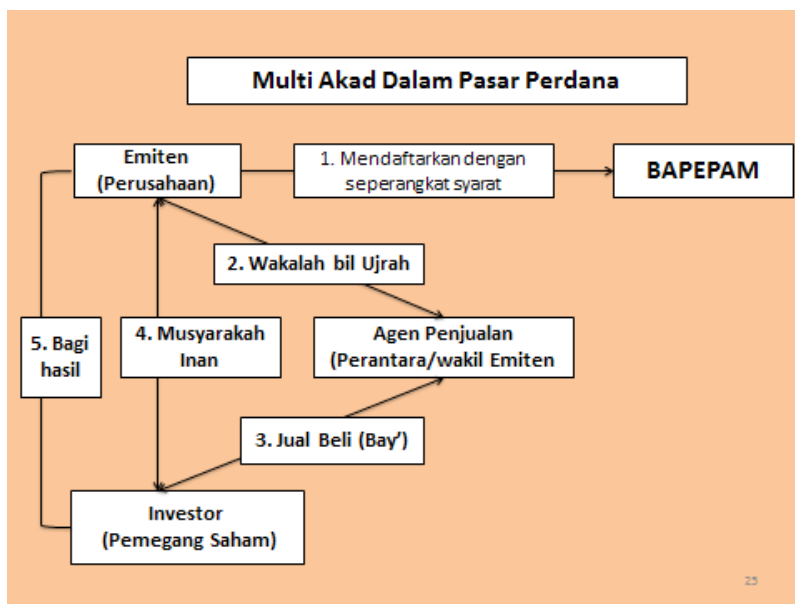 Multi Akad Dalam Pasar Perdana
Emiten
(Perusahaan)
1. Mendaftarkan dengan
seperangkat syarat
BAPEPAM
2. Wakalah bil Ujrah
5. Bagi
hasil
4. Musyarakah
Inan
Agen Penjualan
(Perantara/wakil Emiten
3. Jual Beli (Bay’)
Investor
(Pemegang Saham)
25